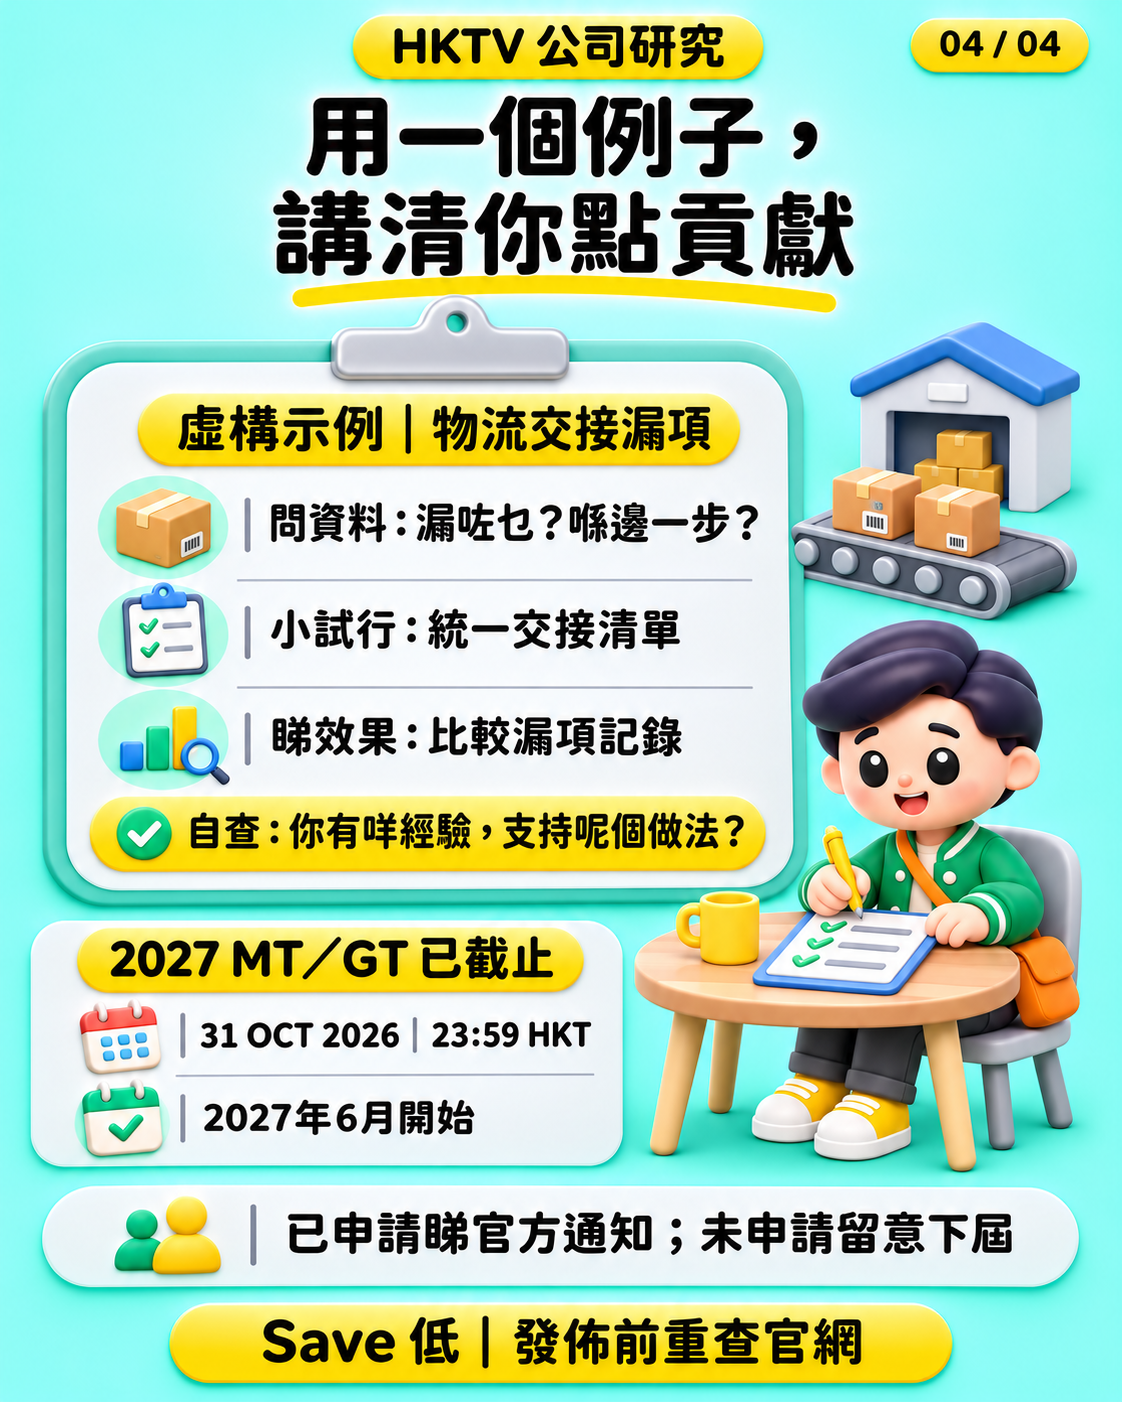 HKTV 公司研究
04 / 04
用一個例子，
講清你點貢獻
虛構示例｜物流交接漏項
問資料：漏咗乜？喺邊一步？
小試行：統一交接清單
睇效果：比較漏項記錄
自查：你有咩經驗，支持呢個做法？
2027 MT／GT 已截止
31 OCT 2026｜23:59 HKT
2027年6月開始
已申請睇官方通知；未申請留意下屆
Save 低｜發佈前重查官網